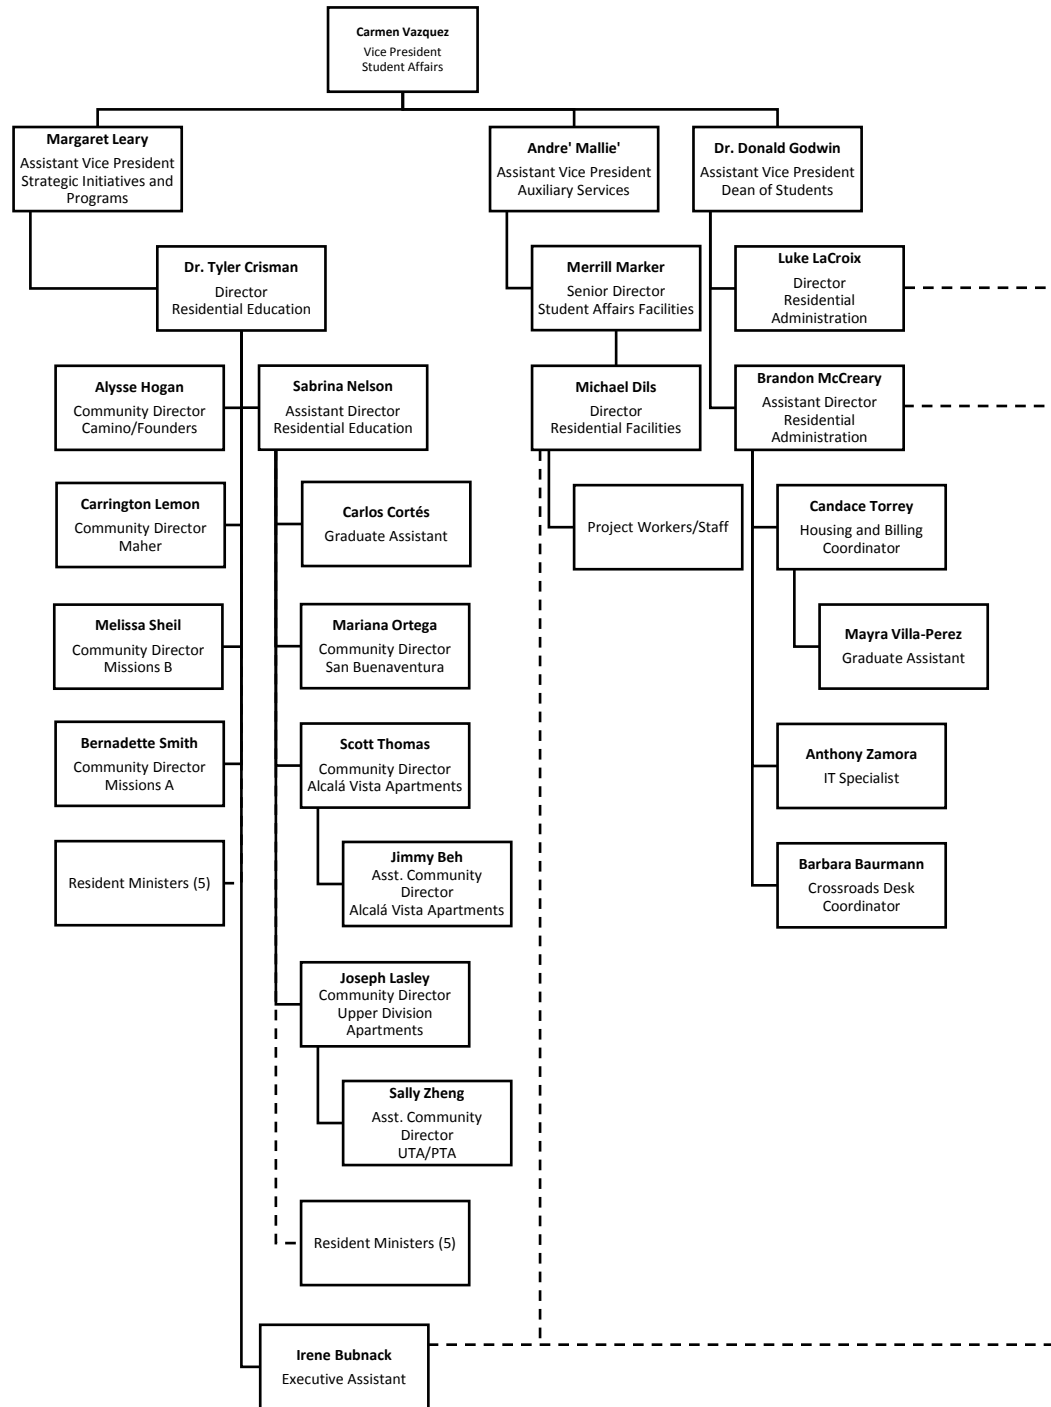 Carmen Vazquez
Vice President
Student Affairs
Margaret Leary
Assistant Vice President
Strategic Initiatives and
Programs
Andre' Mallie'
Assistant Vice President
Auxiliary Services
Dr. Donald Godwin
Assistant Vice President
Dean of Students
Dr. Tyler Crisman
Director
Residential Education
Merrill Marker
Senior Director
Student Affairs Facilities
Luke LaCroix
Director
Residential
Administration
Alysse Hogan
Community Director
Camino/Founders
Sabrina Nelson
Assistant Director
Residential Education
Michael Dils
Director
Residential Facilities
Brandon McCreary
Assistant Director
Residential
Administration
Carrington Lemon
Community Director
Maher
Carlos Cortés
Graduate Assistant
Project Workers/Staff
Candace Torrey
Housing and Billing
Coordinator
Melissa Sheil
Community Director
Missions B
Mariana Ortega
Community Director
San Buenaventura
Mayra Villa-Perez
Graduate Assistant
Bernadette Smith
Community Director
Missions A
Scott Thomas
Community Director
Alcalá Vista Apartments
Anthony Zamora
IT Specialist
Resident Ministers (5)
Jimmy Beh
Asst. Community
Director
Alcalá Vista Apartments
Barbara Baurmann
Crossroads Desk
Coordinator
Joseph Lasley
Community Director
Upper Division
Apartments
Sally Zheng
Asst. Community
Director
UTA/PTA
Resident Ministers (5)
Irene Bubnack
Executive Assistant